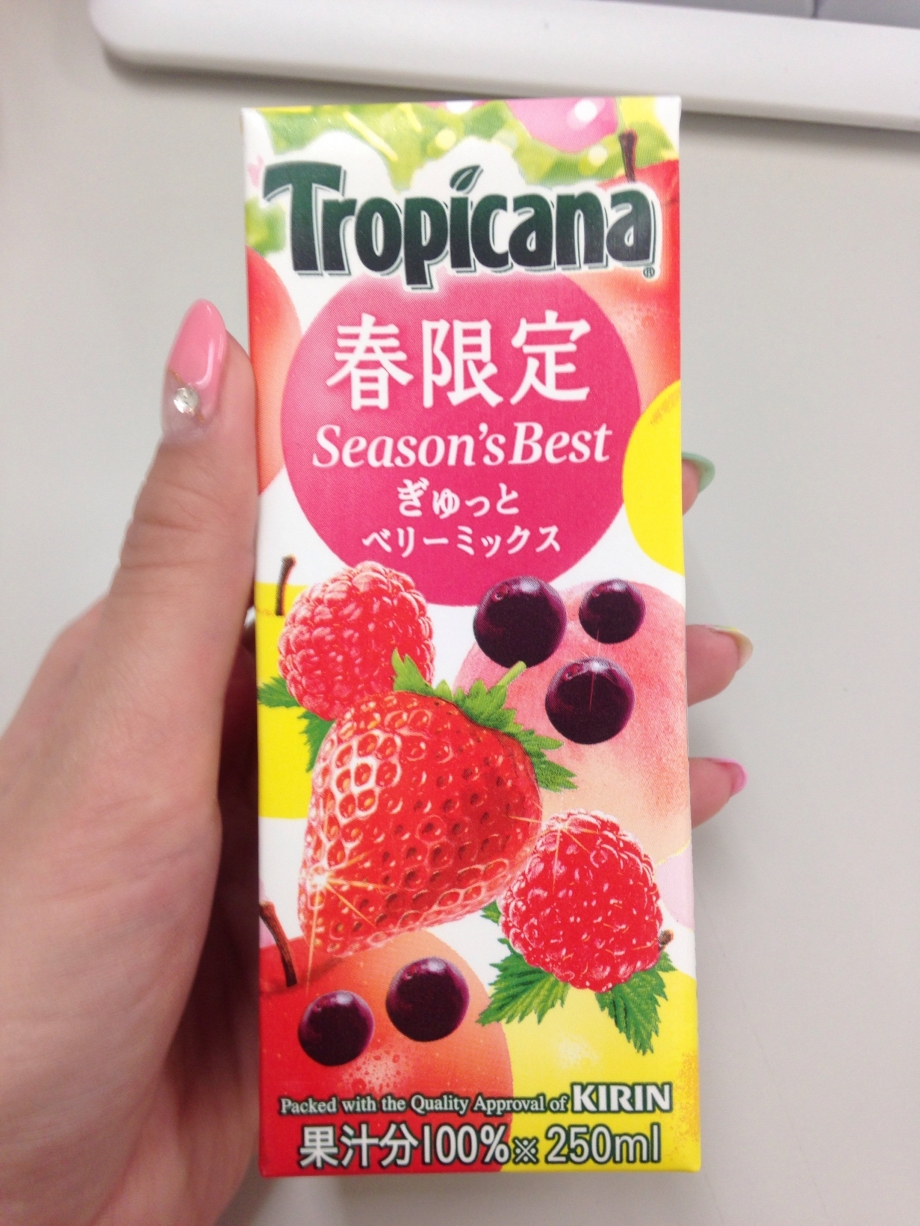 Tropicana®
春限定
Season'sBest
ぎゅっと
ベリーミックス
Packed with the Quality Approval of KIRIN
果汁分100%※ 250ml